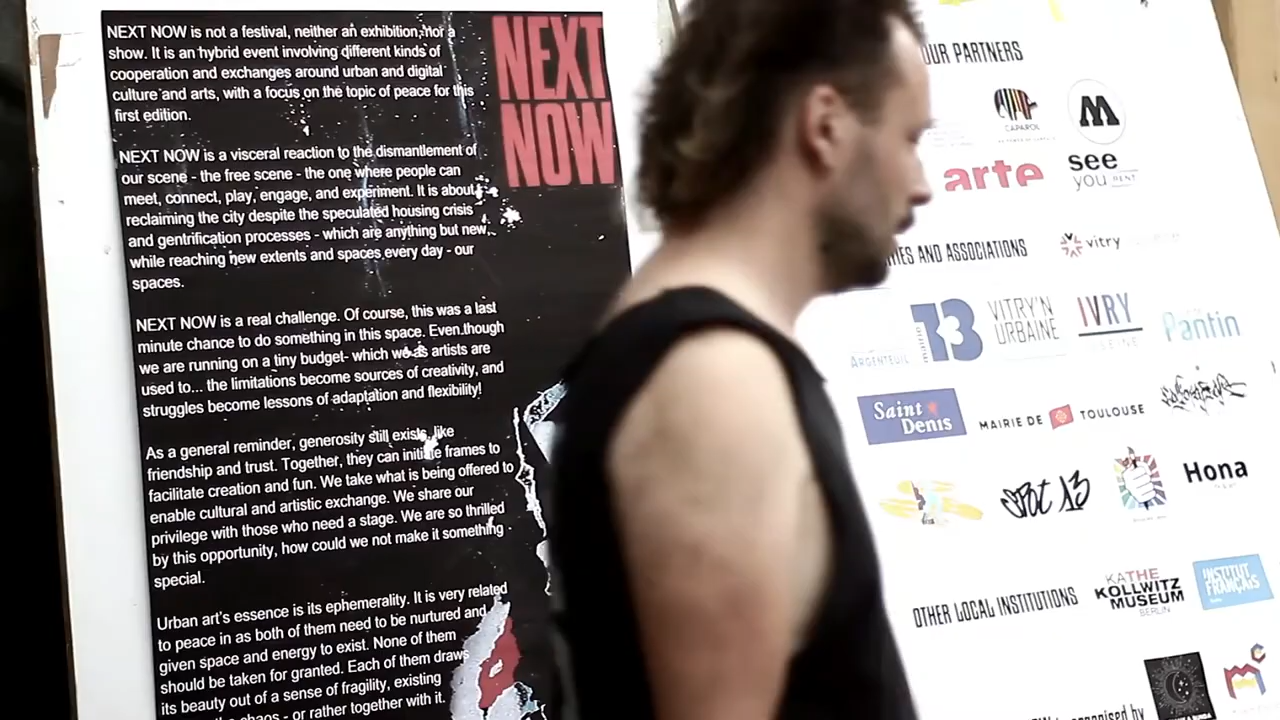 NEXT NOW is not a festival, neither an exhibition, nor a
show. It is an hybrid event involving different kinds of
cooperation and exchanges around urban and digital
culture and arts, with a focus on the topic of peace for this
first edition.
NEXT NOW is a visceral reaction to the dismantlement of
our scene - the free scene - the one where people can
meet, connect, play, engage, and experiment. It is about
reclaiming the city despite the speculated housing crisis
and gentrification processes - which are anything but new,
while reaching new extents and spaces every day - our
spaces.
NEXT NOW is a real challenge. Of course, this was a last
minute chance to do something in this space. Even though
we are running on a tiny budget- which we as artists are
used to... the limitations become sources of creativity, and
struggles become lessons of adaptation and flexibility!
As a general reminder, generosity still exists, like
friendship and trust. Together, they can initiate frames to
facilitate creation and fun. We take what is being offered to
enable cultural and artistic exchange. We share our
privilege with those who need a stage. We are so thrilled
by this opportunity, how could we not make it something
special.
Urban art's essence is its ephemerality. It is very related
to peace in as both of them need to be nurtured and
given space and energy to exist. None of them
should be taken for granted. Each of them draws
its beauty out of a sense of fragility, existing
chaos - or rather together with it.
NEXT
NOW
OUR PARTNERS
CAPAROL
M
arte
see
you RENT
AND ASSOCIATIONS
vitry
ARGENTEUIL
mairie 13
VITRY'N
URBAINE
IVRY
Pantin
Saint
Denis
MAIRIE DE TOULOUSE
SPOT 13
Hona
OTHER LOCAL INSTITUTIONS
KATHE
KOLLWITZ
MUSEUM
BERLIN
INSTITUT
FRANÇAIS
organised by